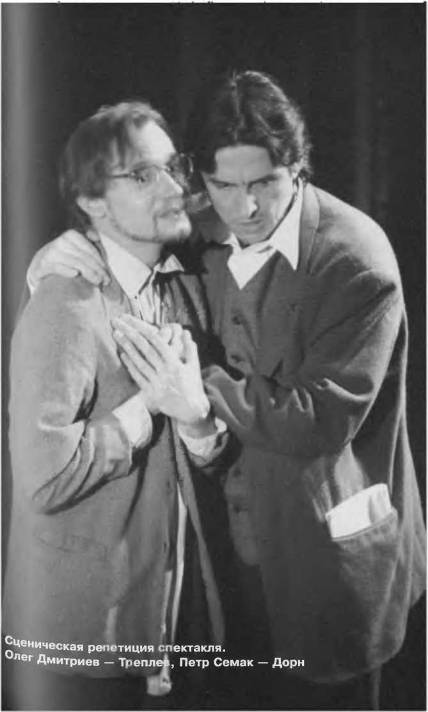 Сценическая репетиция спектакля.
Олег Дмитриев — Треплев, Петр Семак — Дорн